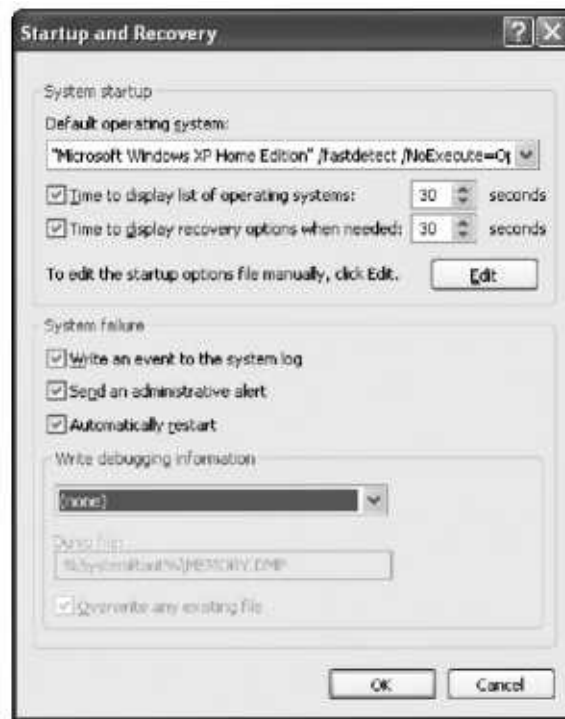 Startup and Recovery
System startup
Default operating system:
"Microsoft Windows XP Home Edition" /fastdetect /NoExecute=Op
Time to display list of operating systems: 30 seconds
Time to display recovery options when needed: 30 seconds
To edit the startup options file manually, click Edit. Edit
System failure
Write an event to the system log
Send an administrative alert
Automatically restart
Write debugging information
(none)
Dump file:
%SystemRoot%\MEMORY.DMP
Overwrite any existing file
OK Cancel